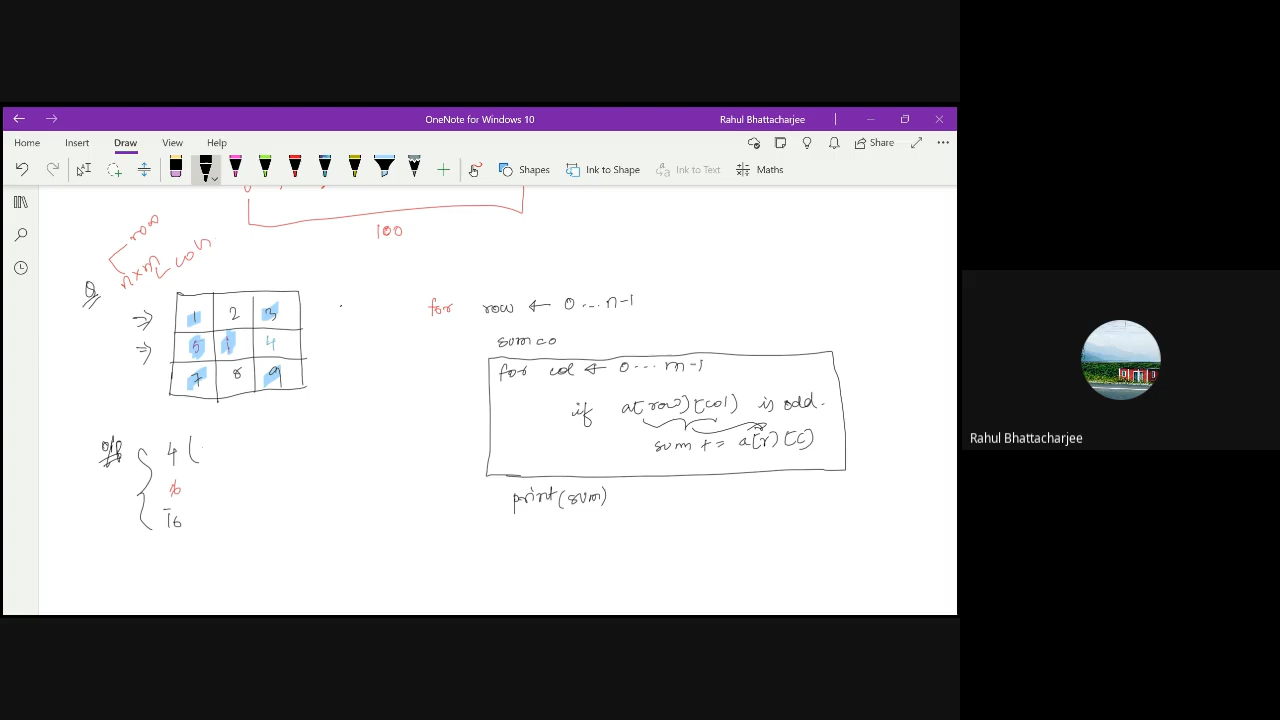 OneNote for Windows 10
Rahul Bhattacharjee
Home Insert Draw View Help
Share
Shapes Ink to Shape Ink to Text Maths
100
row
n×m col
Q
1 2 3
5 1 4
7 8 9
for row ← 0...n-1
sum = 0
for col ← 0...m-1
if a[row][col] is odd.
sum += a[r][c]
print(sum)
O/P
4 (
6
16
Rahul Bhattacharjee